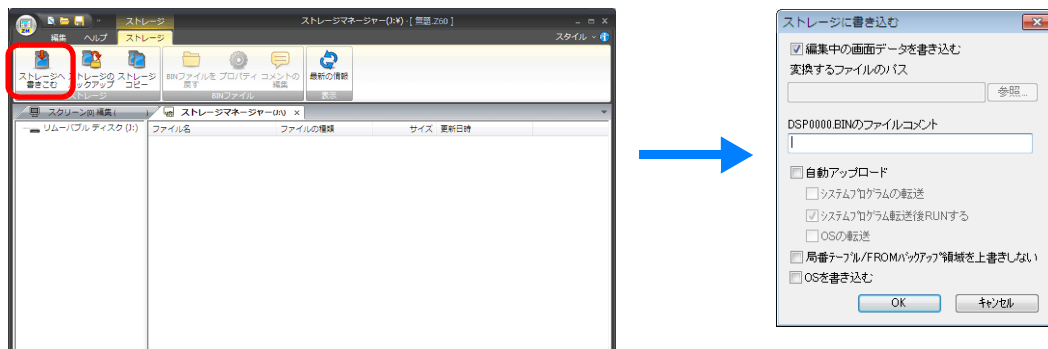 ストレージ
ストレージマネージャー(J:¥) - [ 無題.Z60 ]
編集 ヘルプ ストレージ
スタイル
ストレージへ書きこむ
ストレージのバックアップ
ストレージコピー
BINファイルを戻す
プロパティ
コメントの編集
最新の情報
ストレージ
BINファイル
表示
スクリーン[0] 編集 (
ストレージマネージャー(J:\)
リムーバブル ディスク (J:)
ファイル名 ファイルの種類 サイズ 更新日時
ストレージに書き込む
編集中の画面データを書き込む
変換するファイルのパス
参照...
DSP0000.BINのファイルコメント
自動アップロード
システムプログラムの転送
システムプログラム転送後RUNする
OSの転送
局番テーブル/FROMバックアップ領域を上書きしない
OSを書き込む
OK キャンセル